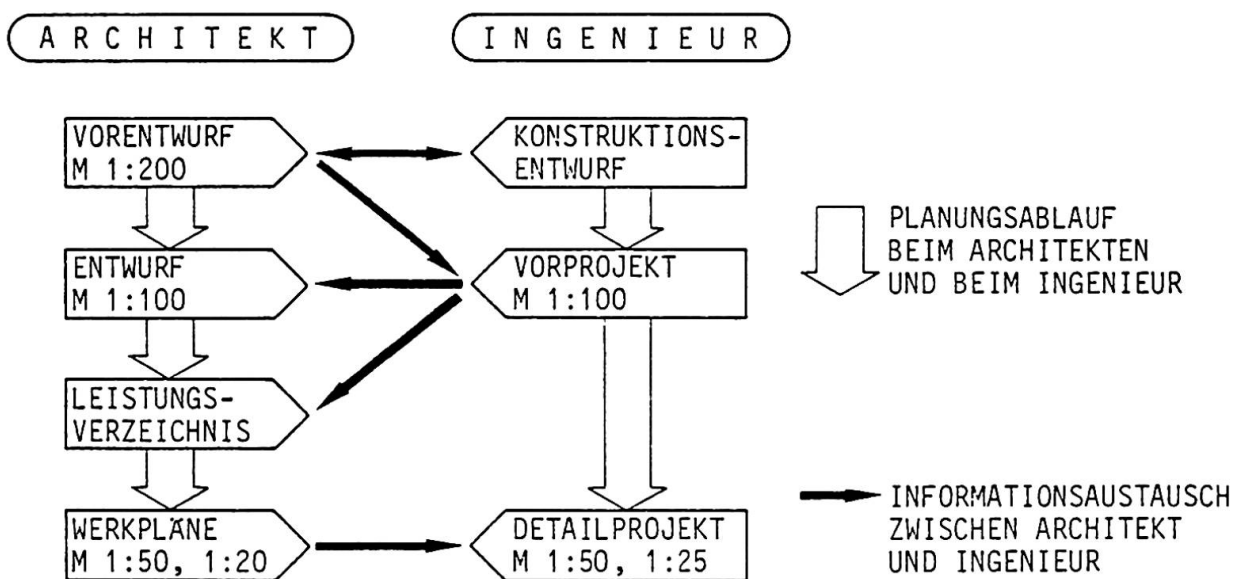 ARCHITEKT
INGENIEUR
VORENTWURF
M 1:200
KONSTRUKTIONS-
ENTWURF
ENTWURF
M 1:100
VORPROJEKT
M 1:100
LEISTUNGS-
VERZEICHNIS
WERKPLÄNE
M 1:50, 1:20
DETAILPROJEKT
M 1:50, 1:25
PLANUNGSABLAUF
BEIM ARCHITEKTEN
UND BEIM INGENIEUR
INFORMATIONSAUSTAUSCH
ZWISCHEN ARCHITEKT
UND INGENIEUR